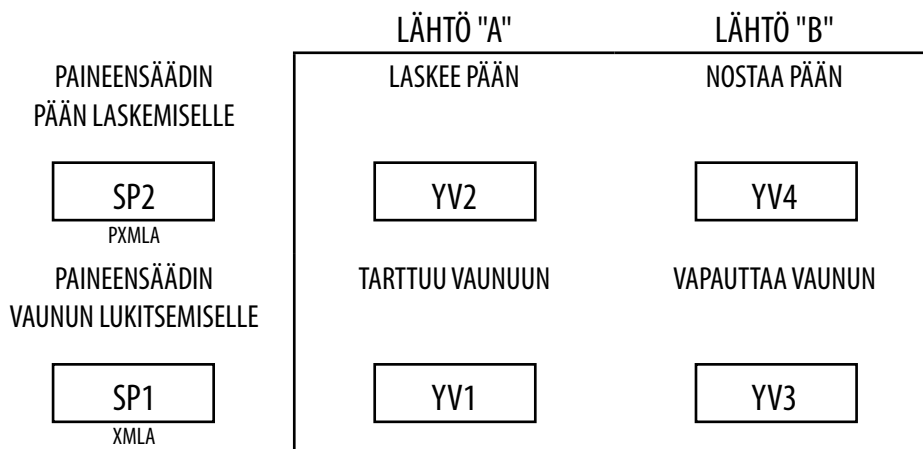 LÄHTÖ "A"
LÄHTÖ "B"
PAINEENSÄÄDIN
PÄÄN LASKEMISELLE
LASKEE PÄÄN
NOSTAA PÄÄN
SP2
PXMLA
YV2
YV4
PAINEENSÄÄDIN
VAUNUN LUKITSEMISELLE
TARTTUU VAUNUUN
VAPAUTTAA VAUNUN
SP1
XMLA
YV1
YV3